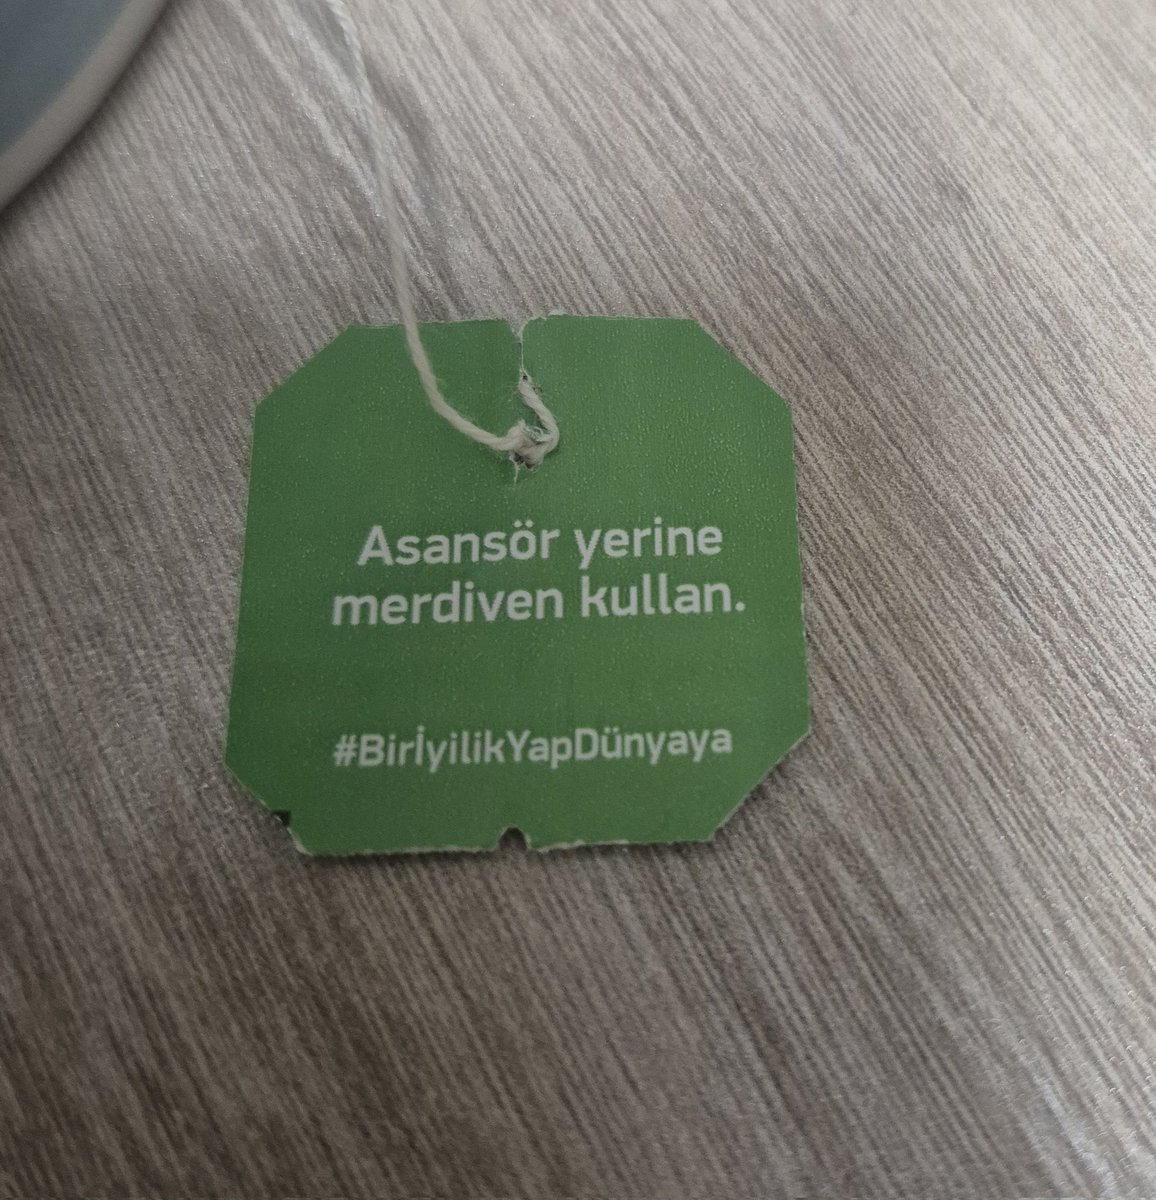 Asansör yerine
merdiven kullan.
#BirİyilikYapDünyaya